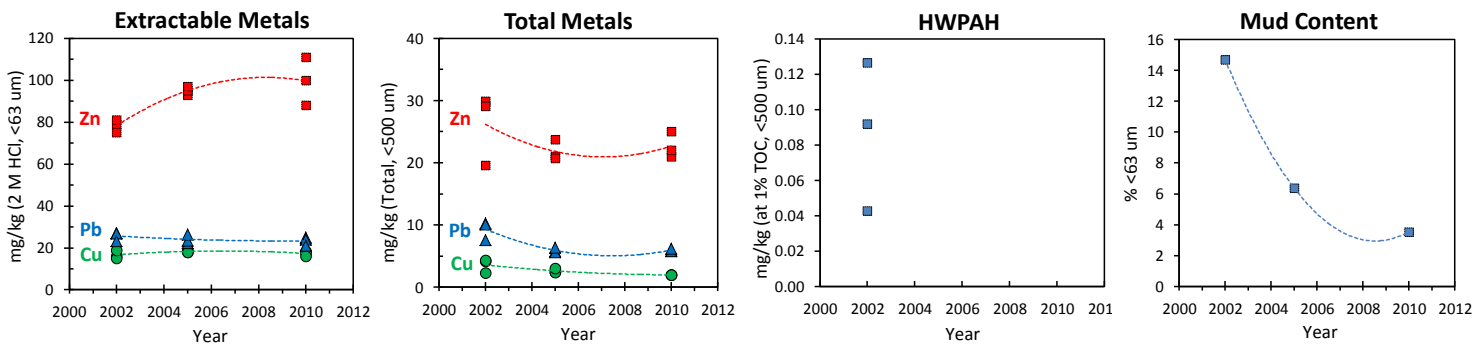 Extractable Metals
mg/kg (2 M HCl, <63 um)
120
100
80
60
40
20
0
Zn
Pb
Cu
2000 2002 2004 2006 2008 2010 2012
Year
Total Metals
mg/kg (Total, <500 um)
40
30
20
10
0
Zn
Pb
Cu
2000 2002 2004 2006 2008 2010 2012
Year
HWPAH
mg/kg (at 1% TOC, <500 um)
0.14
0.12
0.10
0.08
0.06
0.04
0.02
0.00
2000 2002 2004 2006 2008 2010 201
Year
Mud Content
% <63 um
16
14
12
10
8
6
4
2
0
2000 2002 2004 2006 2008 2010 2012
Year